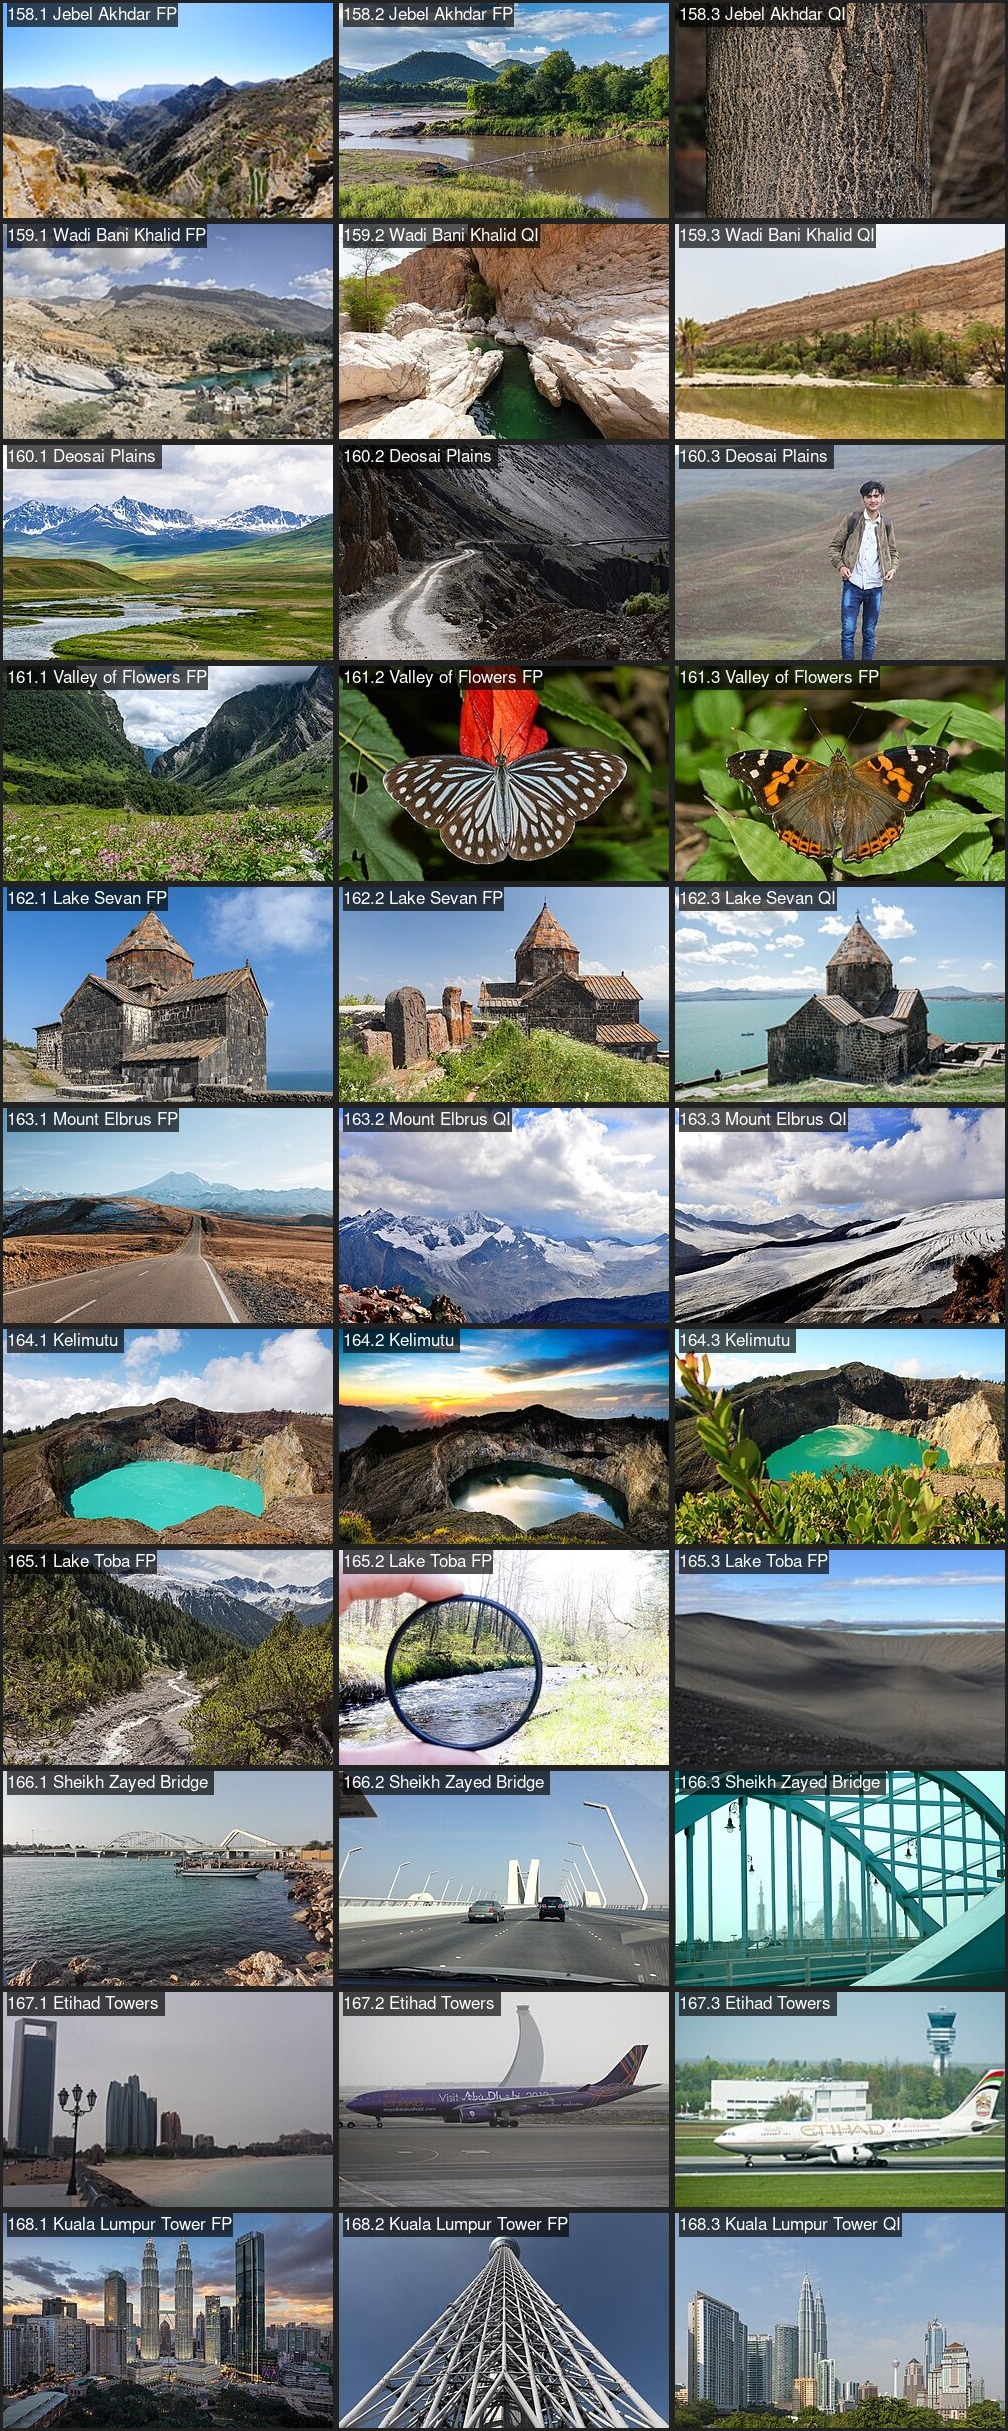 158.1 Jebel Akhdar FP
158.2 Jebel Akhdar FP
158.3 Jebel Akhdar QI
159.1 Wadi Bani Khalid FP
159.2 Wadi Bani Khalid QI
159.3 Wadi Bani Khalid QI
160.1 Deosai Plains
160.2 Deosai Plains
160.3 Deosai Plains
161.1 Valley of Flowers FP
161.2 Valley of Flowers FP
161.3 Valley of Flowers FP
162.1 Lake Sevan FP
162.2 Lake Sevan FP
162.3 Lake Sevan QI
163.1 Mount Elbrus FP
163.2 Mount Elbrus QI
163.3 Mount Elbrus QI
164.1 Kelimutu
164.2 Kelimutu
164.3 Kelimutu
165.1 Lake Toba FP
165.2 Lake Toba FP
165.3 Lake Toba FP
166.1 Sheikh Zayed Bridge
166.2 Sheikh Zayed Bridge
166.3 Sheikh Zayed Bridge
167.1 Etihad Towers
167.2 Etihad Towers
167.3 Etihad Towers
Visit Abu Dhabi
ETIHAD
ETIHAD
168.1 Kuala Lumpur Tower FP
168.2 Kuala Lumpur Tower FP
168.3 Kuala Lumpur Tower QI